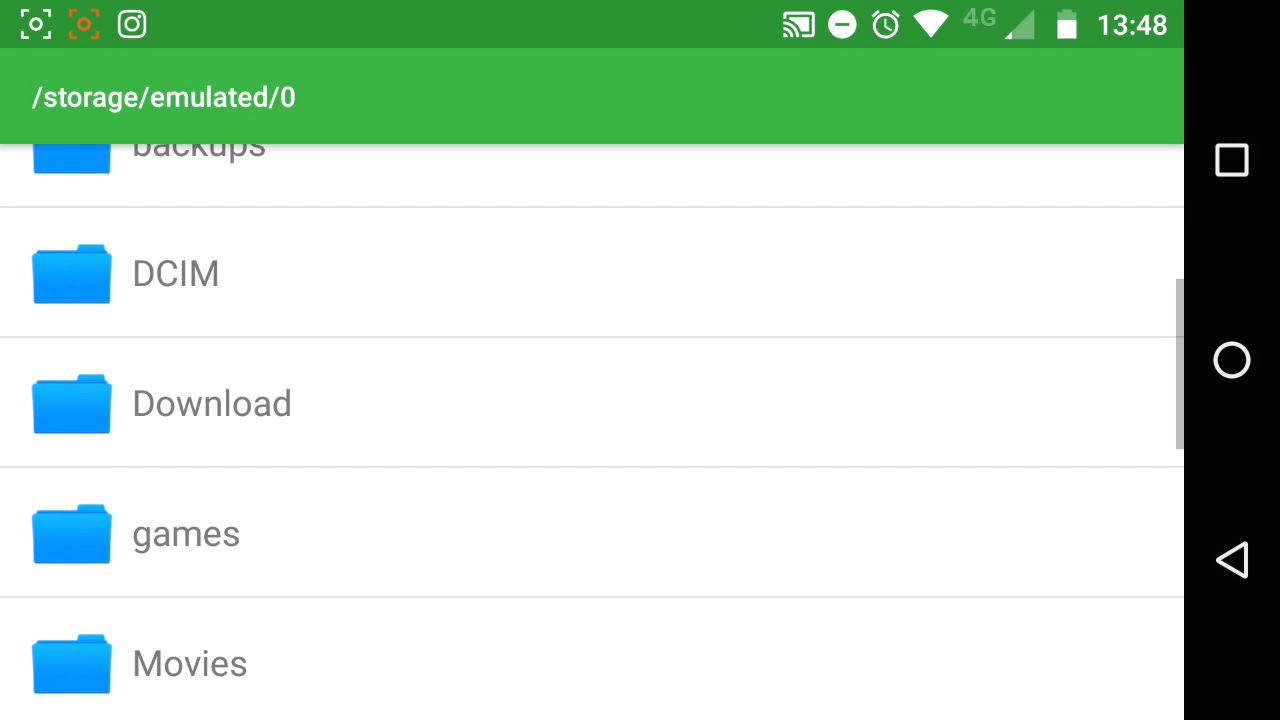 4G
13:48
/storage/emulated/0
backups
DCIM
Download
games
Movies